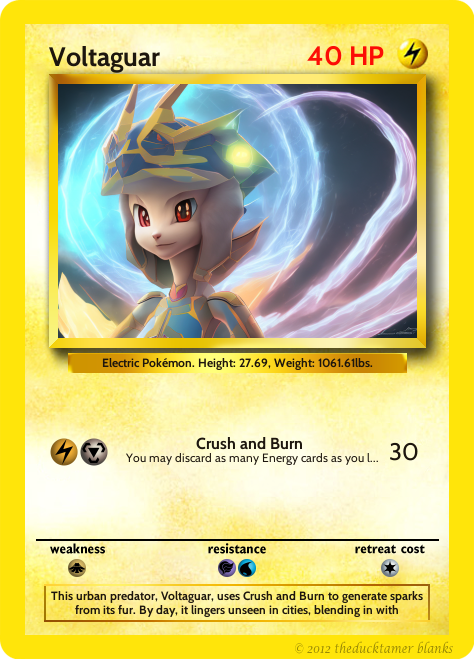 Voltaguar 40 HP
Electric Pokémon. Height: 27.69, Weight: 1061.61lbs.
Crush and Burn
You may discard as many Energy cards as you l... 30
weakness resistance retreat cost
This urban predator, Voltaguar, uses Crush and Burn to generate sparks
from its fur. By day, it lingers unseen in cities, blending in with
© 2012 theducktamer blanks